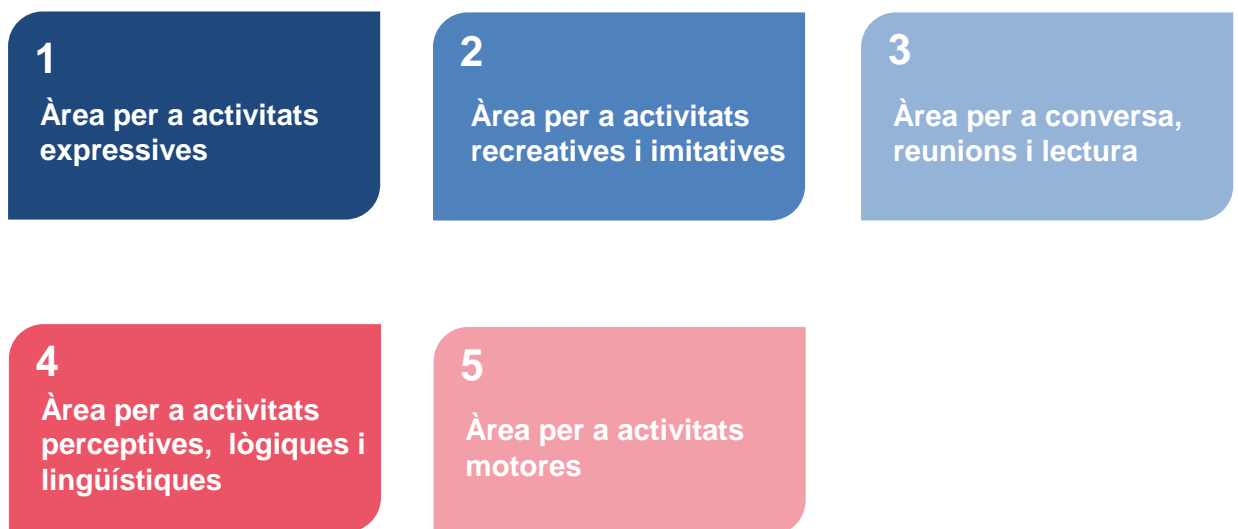 1
Àrea per a activitats
expressives
2
Àrea per a activitats
recreatives i imitatives
3
Àrea per a conversa,
reunions i lectura
4
Àrea per a activitats
perceptives, lògiques i
lingüístiques
5
Àrea per a activitats
motores